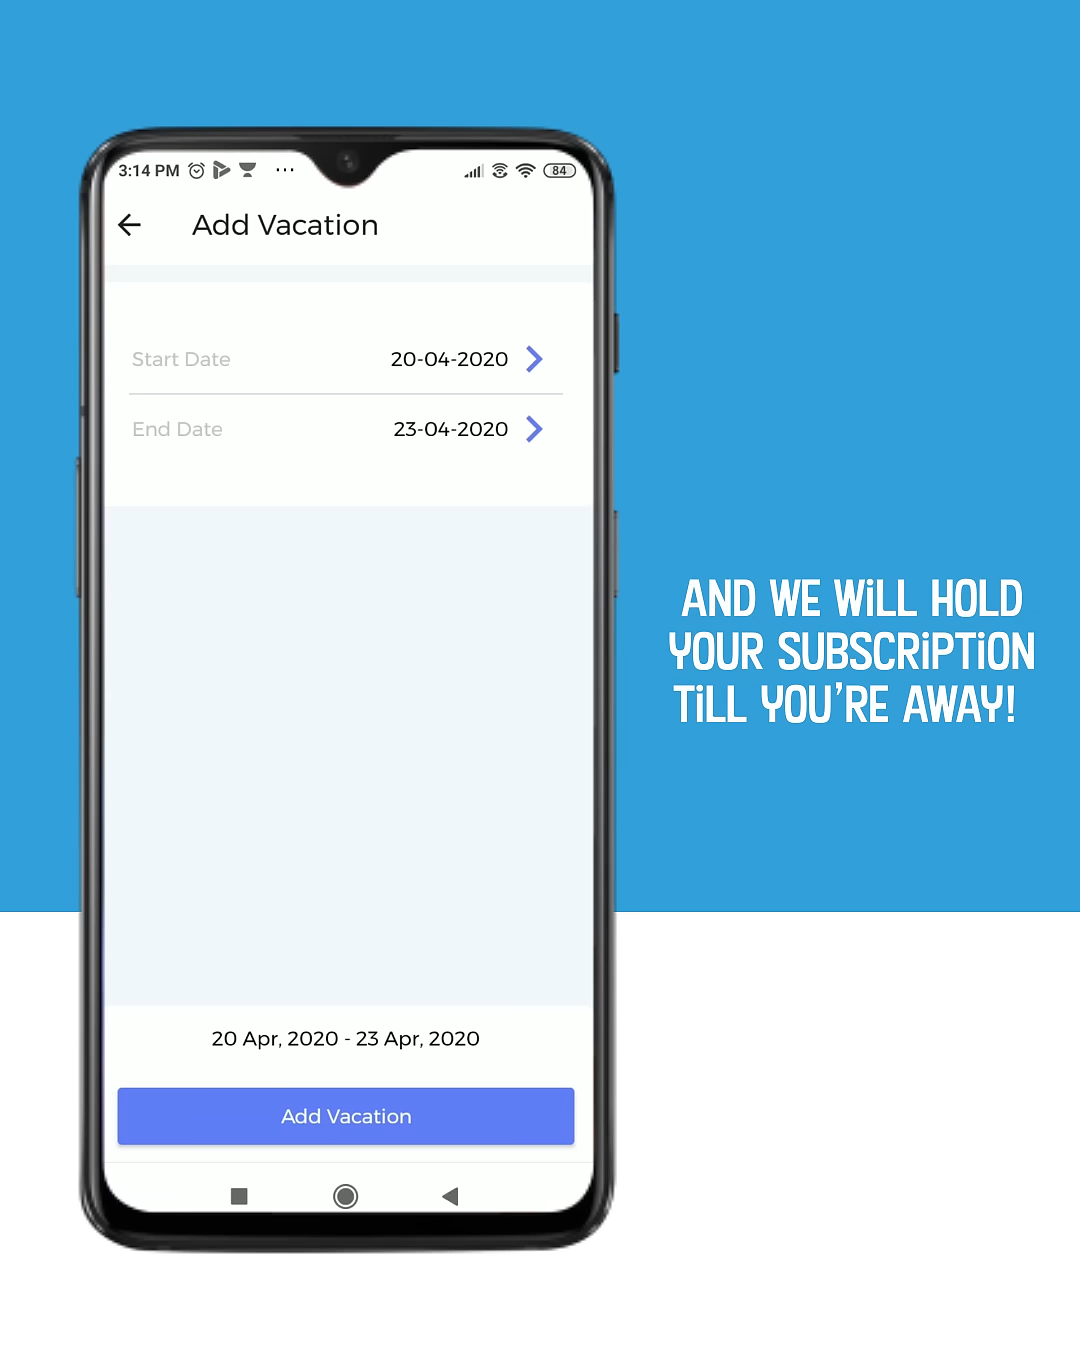 3:14 PM
84
Add Vacation
Start Date 20-04-2020
End Date 23-04-2020
AND WE WiLL HOLD
YOUR SUBSCRiPTiON
TiLL YOU'RE AWAY!
20 Apr, 2020 - 23 Apr, 2020
Add Vacation